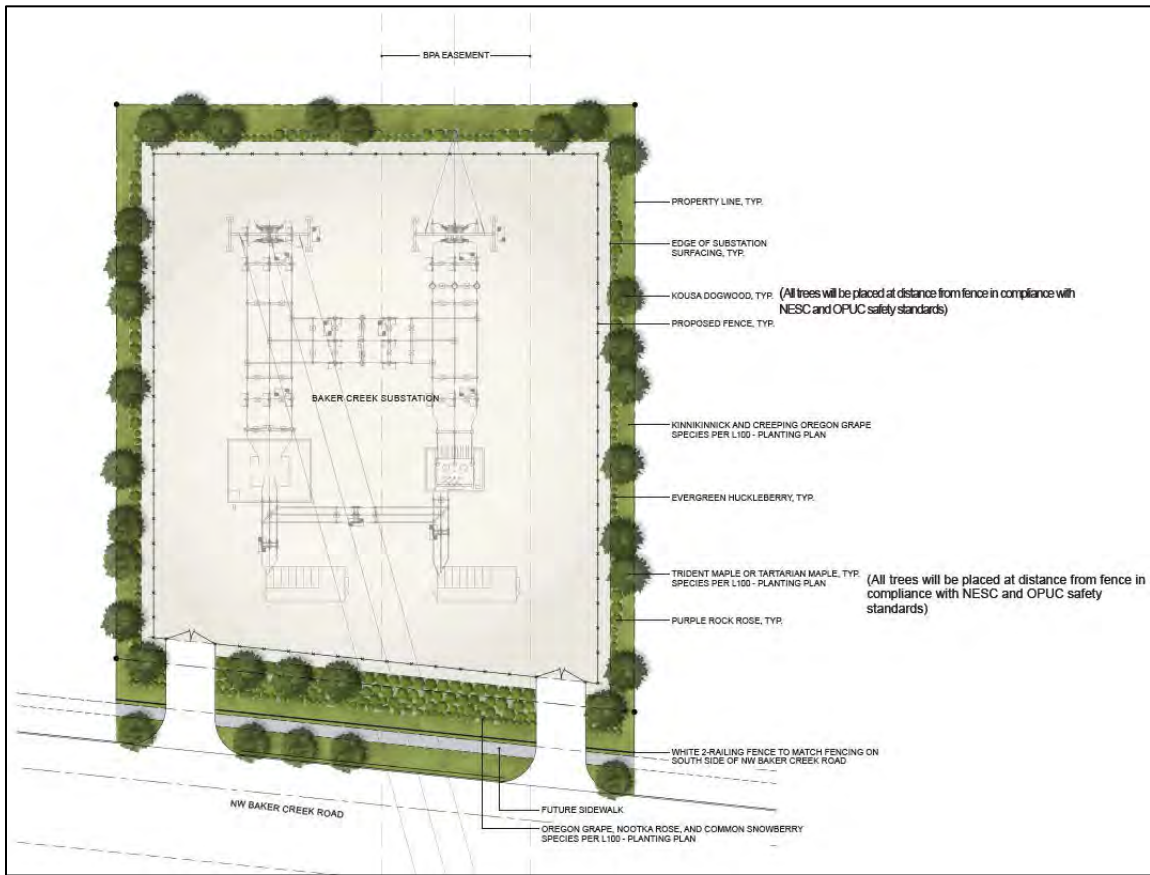 BPA EASEMENT
PROPERTY LINE, TYP.
EDGE OF SUBSTATION
SURFACING, TYP.
KOUSA DOGWOOD, TYP. (All trees will be placed at distance from fence in compliance with
NESC and OPUC safety standards)
PROPOSED FENCE, TYP.
BAKER CREEK SUBSTATION
KINNIKINNICK AND CREEPING OREGON GRAPE
SPECIES PER L100 - PLANTING PLAN
EVERGREEN HUCKLEBERRY, TYP.
TRIDENT MAPLE OR TARTARIAN MAPLE, TYP.
SPECIES PER L100 - PLANTING PLAN
(All trees will be placed at distance from fence in
compliance with NESC and OPUC safety
standards)
PURPLE ROCK ROSE, TYP.
WHITE 2-RAILING FENCE TO MATCH FENCING ON
SOUTH SIDE OF NW BAKER CREEK ROAD
NW BAKER CREEK ROAD
FUTURE SIDEWALK
OREGON GRAPE, NOOTKA ROSE, AND COMMON SNOWBERRY
SPECIES PER L100 - PLANTING PLAN